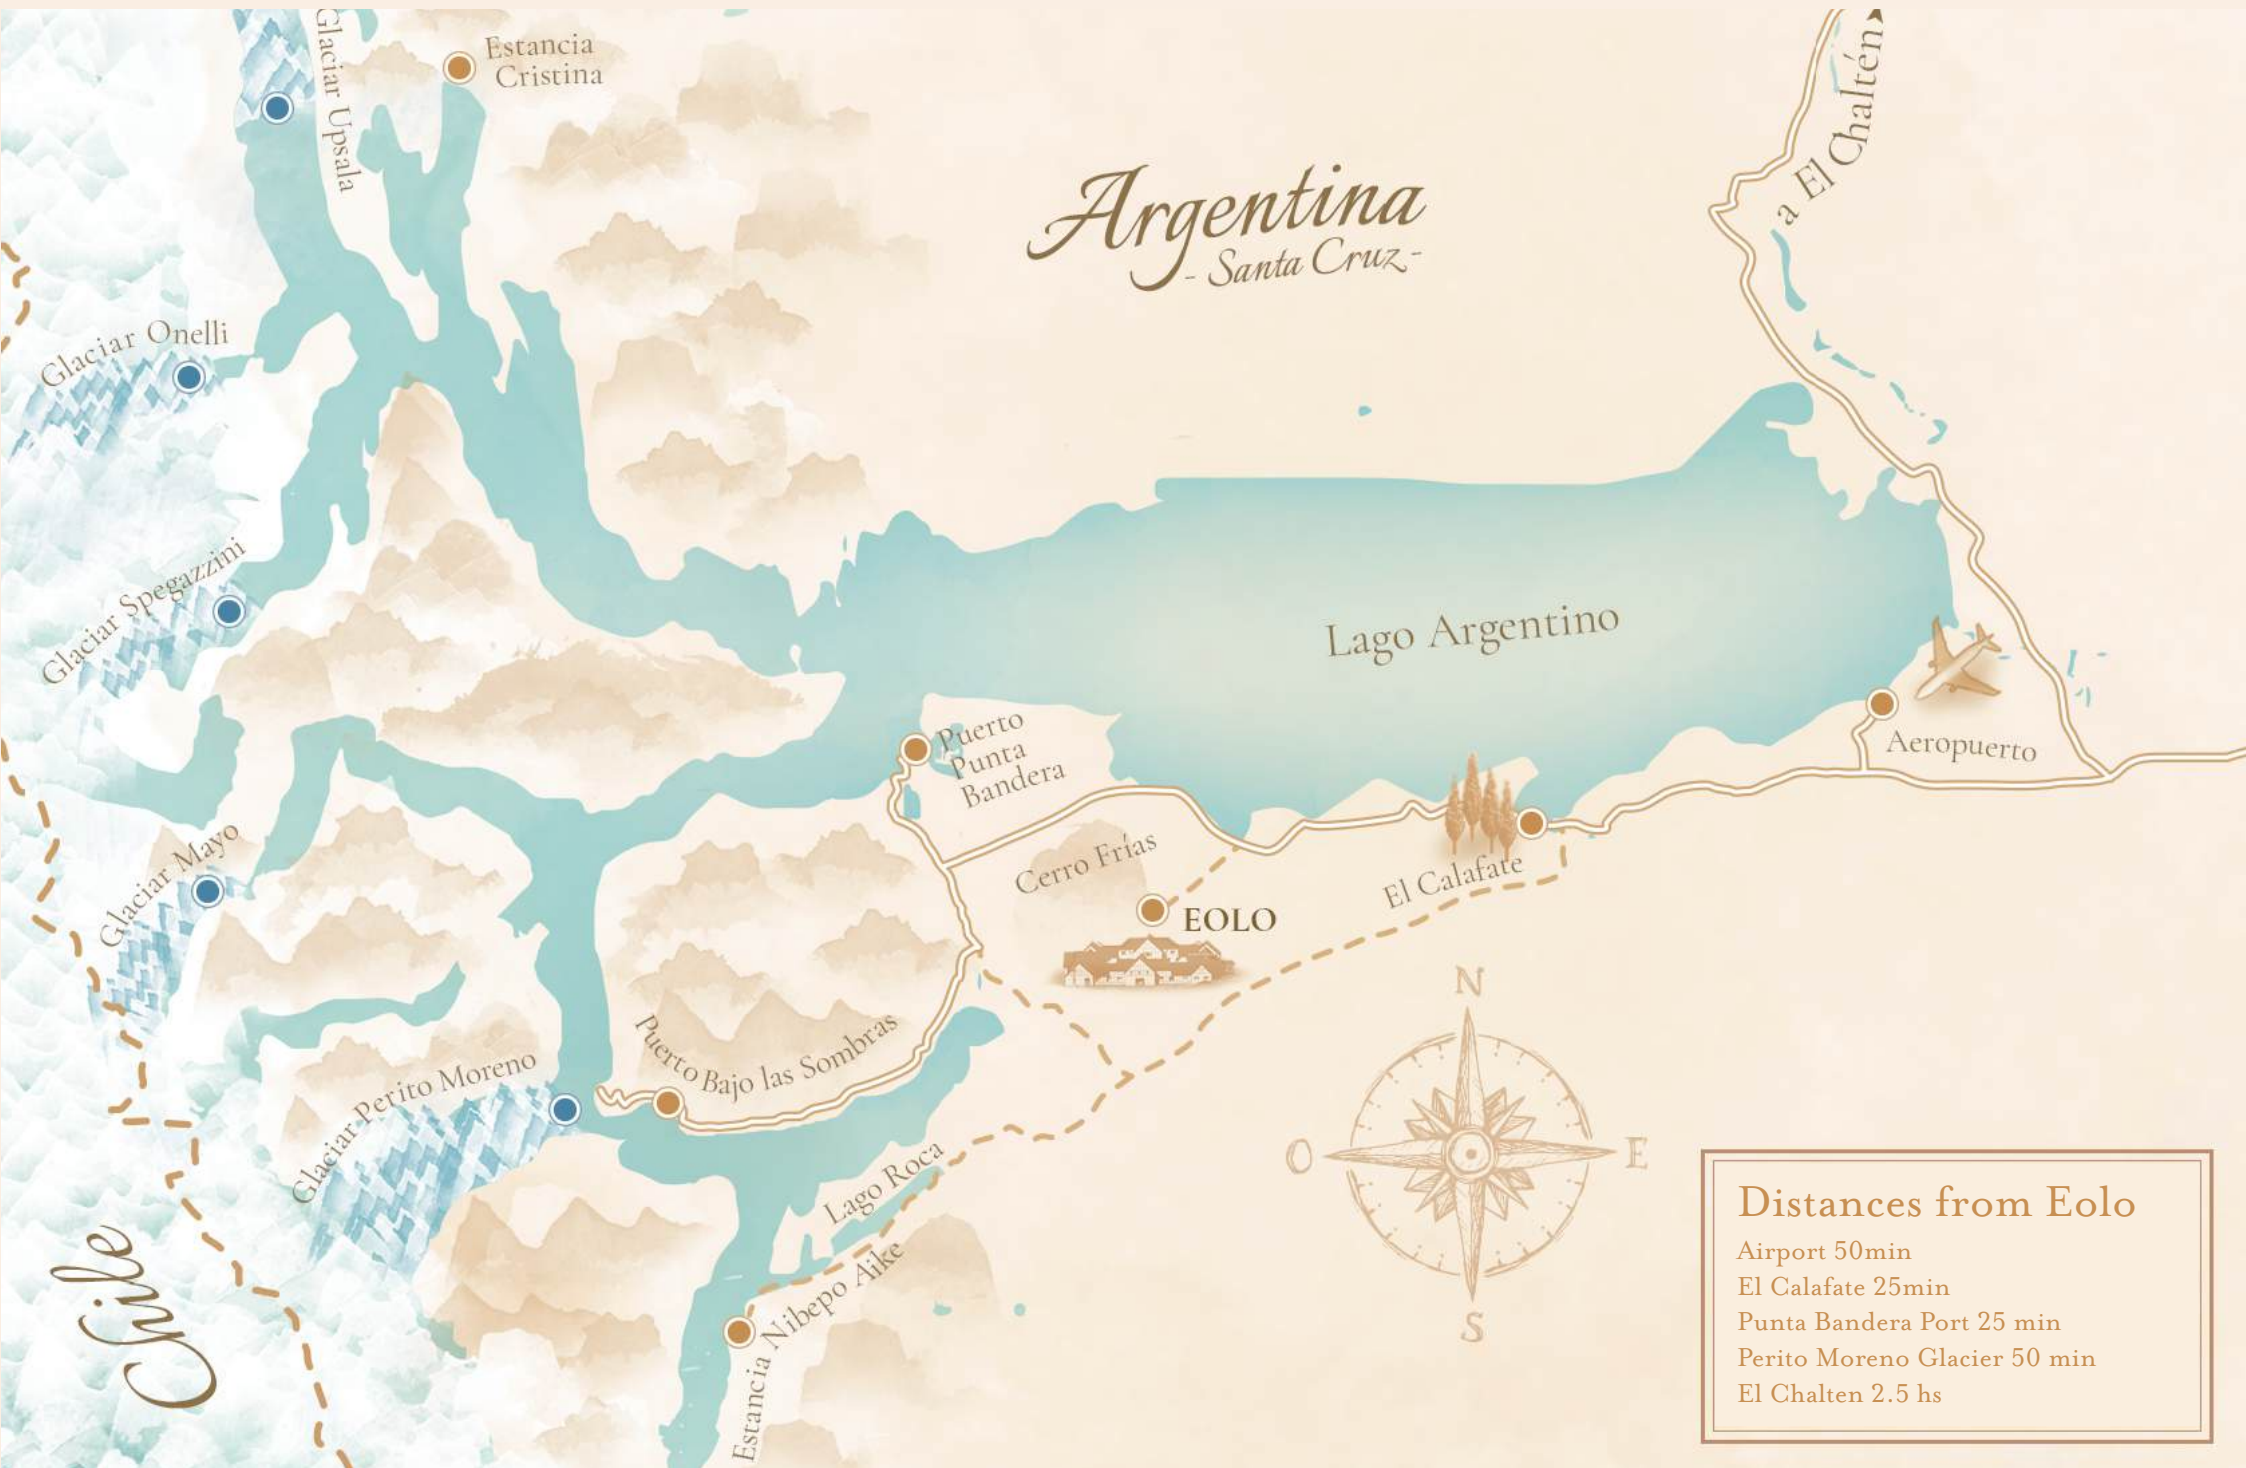 Glaciar Upsala
Estancia
Cristina
a El Chaltén
Argentina
- Santa Cruz -
Glaciar Onelli
Glaciar Spegazzini
Lago Argentino
Puerto
Punta
Bandera
Aeropuerto
Glaciar Mayo
Cerro Frías
El Calafate
EOLO
N
O
E
S
Puerto Bajo las Sombras
Glaciar Perito Moreno
Lago Roca
Estancia Nibepo Aike
Chile
Distances from Eolo
Airport 50min
El Calafate 25min
Punta Bandera Port 25 min
Perito Moreno Glacier 50 min
El Chalten 2.5 hs